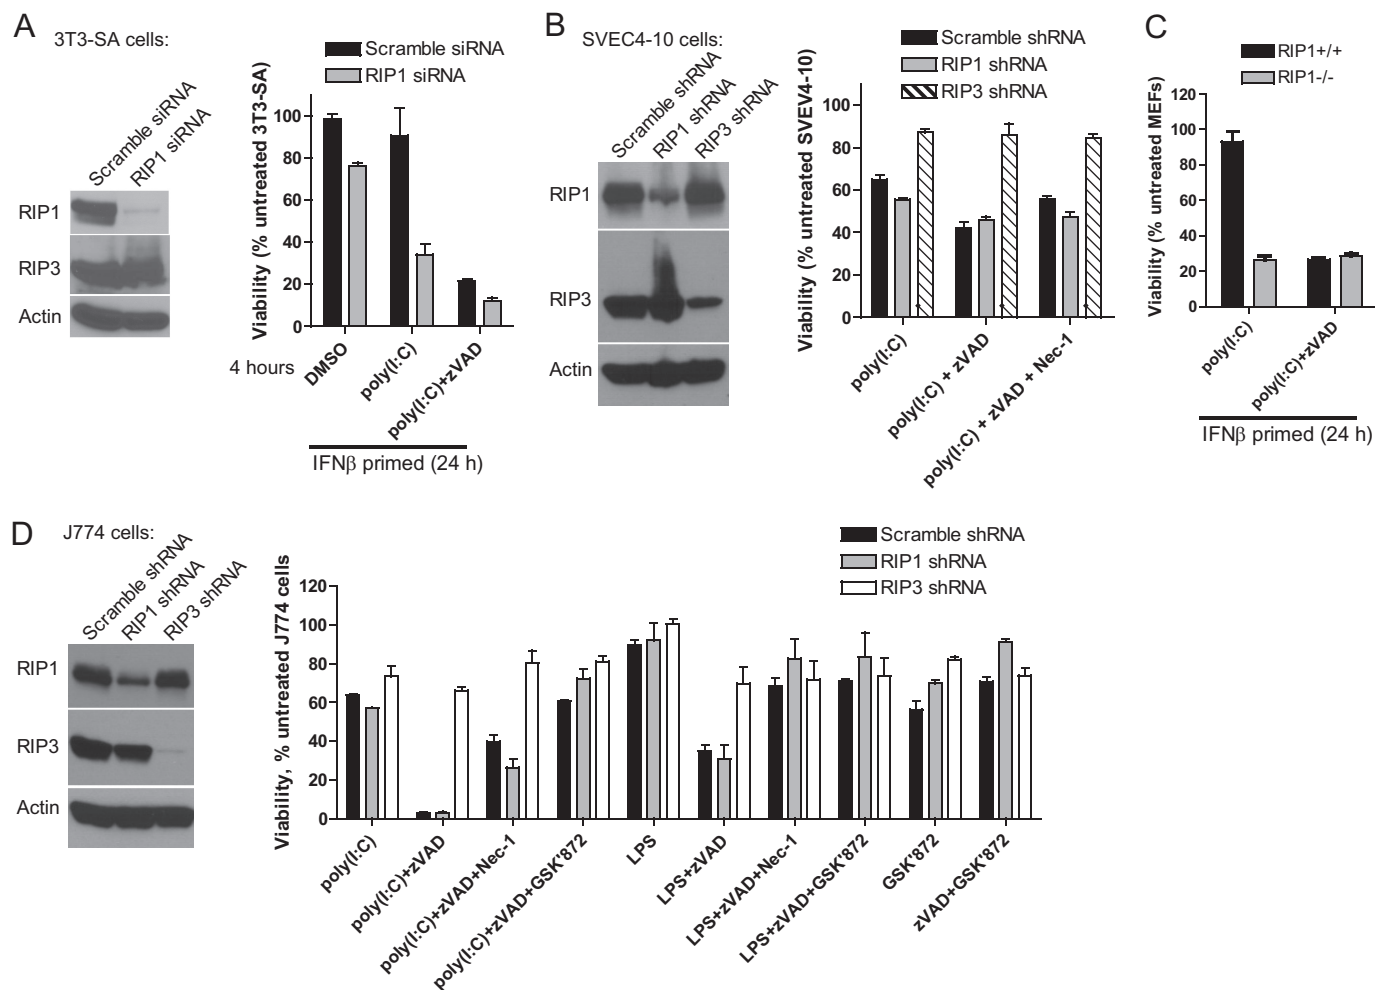 A
3T3-SA cells:
Scramble siRNA
RIP1 siRNA
RIP1
RIP3
Actin
Scramble siRNA
RIP1 siRNA
Viability (% untreated 3T3-SA)
100
80
60
40
20
0
4 hours
DMSO
poly(I:C)
poly(I:C)+zVAD
IFNβ primed (24 h)
B
SVEC4-10 cells:
Scramble shRNA
RIP1 shRNA
RIP3 shRNA
RIP1
RIP3
Actin
Scramble shRNA
RIP1 shRNA
RIP3 shRNA
Viability (% untreated SVEV4-10)
100
80
60
40
20
0
poly(I:C)
poly(I:C) + zVAD
poly(I:C) + zVAD + Nec-1
C
RIP1+/+
RIP1-/-
Viability (% untreated MEFs)
120
100
80
60
40
20
0
poly(I:C)
poly(I:C)+zVAD
IFNβ primed (24 h)
D
J774 cells:
Scramble shRNA
RIP1 shRNA
RIP3 shRNA
RIP1
RIP3
Actin
Scramble shRNA
RIP1 shRNA
RIP3 shRNA
Viability, % untreated J774 cells
120
100
80
60
40
20
0
poly(I:C)
poly(I:C)+zVAD
poly(I:C)+zVAD+Nec-1
poly(I:C)+zVAD+GSK'872
LPS
LPS+zVAD
LPS+zVAD+Nec-1
LPS+zVAD+GSK'872
GSK'872
zVAD+GSK'872